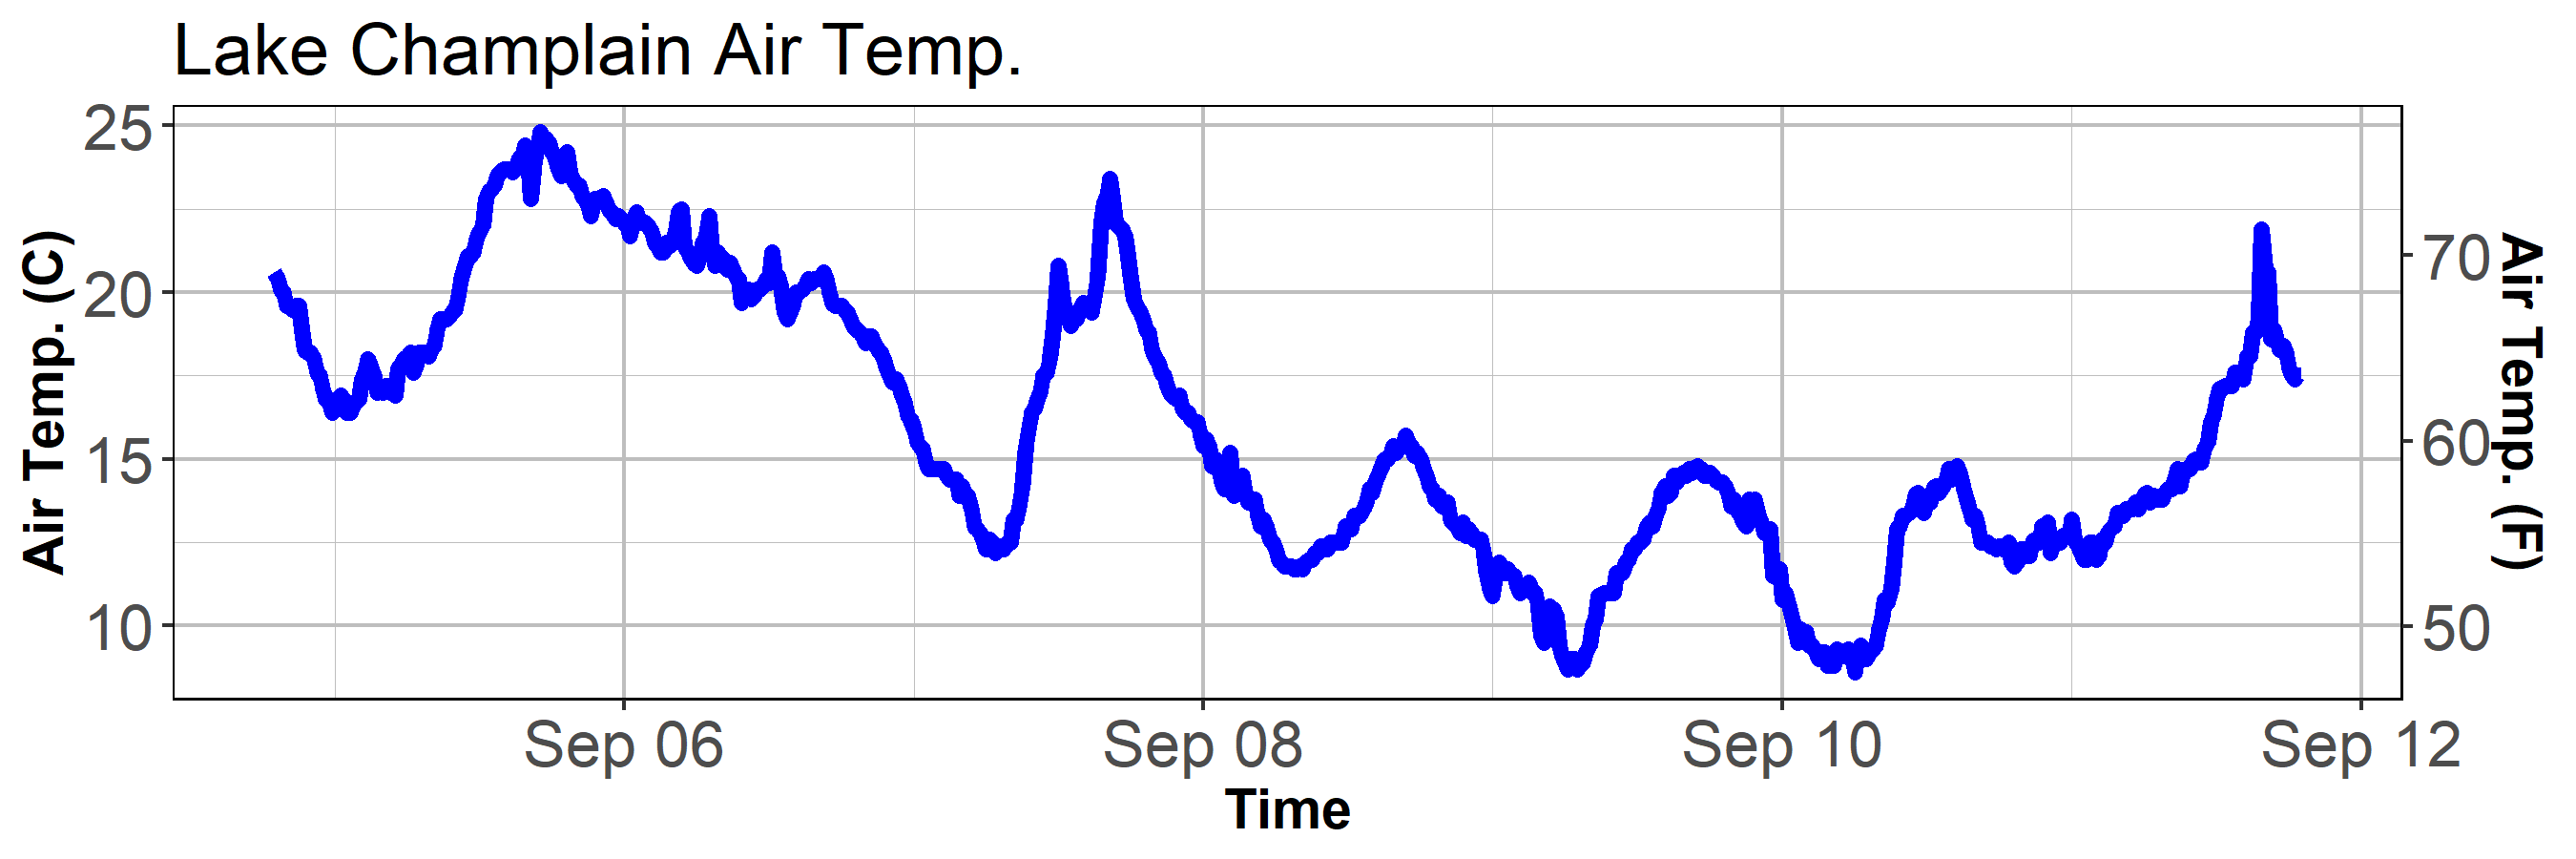 Lake Champlain Air Temp.
Air Temp. (C)
25
20
15
10
70
60
50
Air Temp. (F)
Sep 06
Sep 08
Sep 10
Sep 12
Time